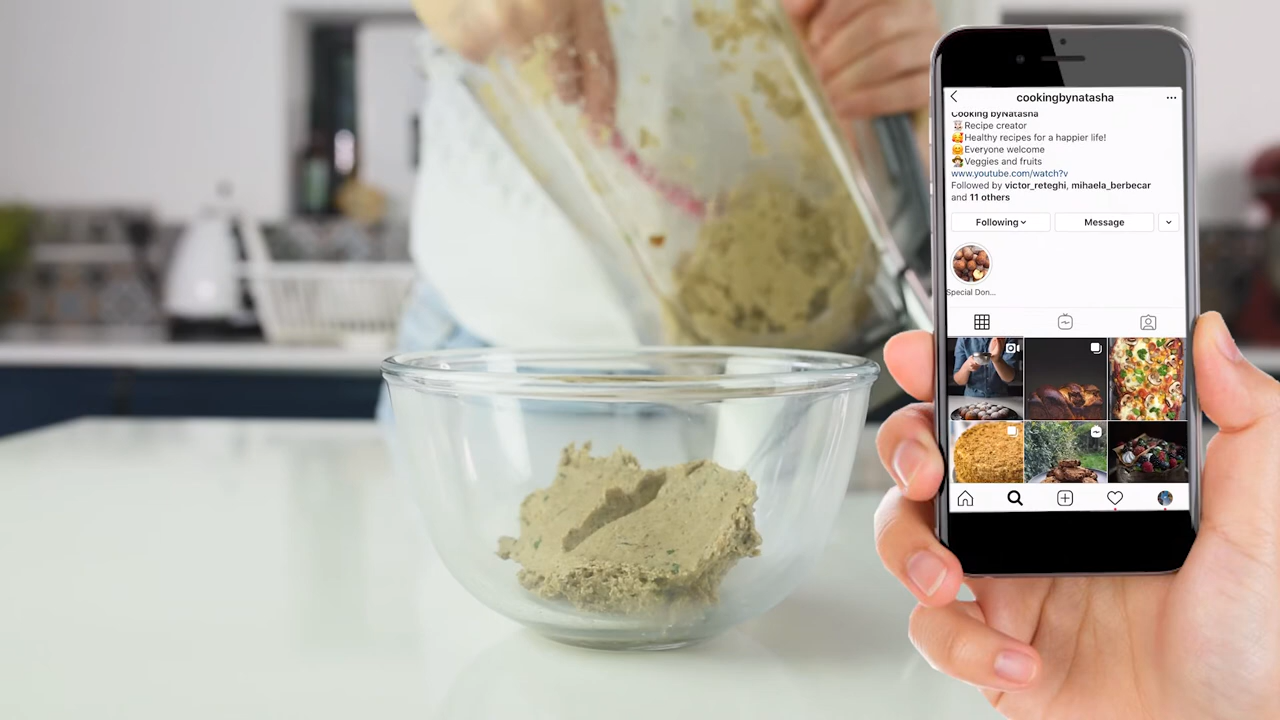 cookingbynatasha
Cooking byNatasha
Recipe creator
Healthy recipes for a happier life!
Everyone welcome
Veggies and fruits
www.youtube.com/watch?v
Followed by victor_reteghi, mihaela_berbecar
and 11 others
Following
Message
Special Don...